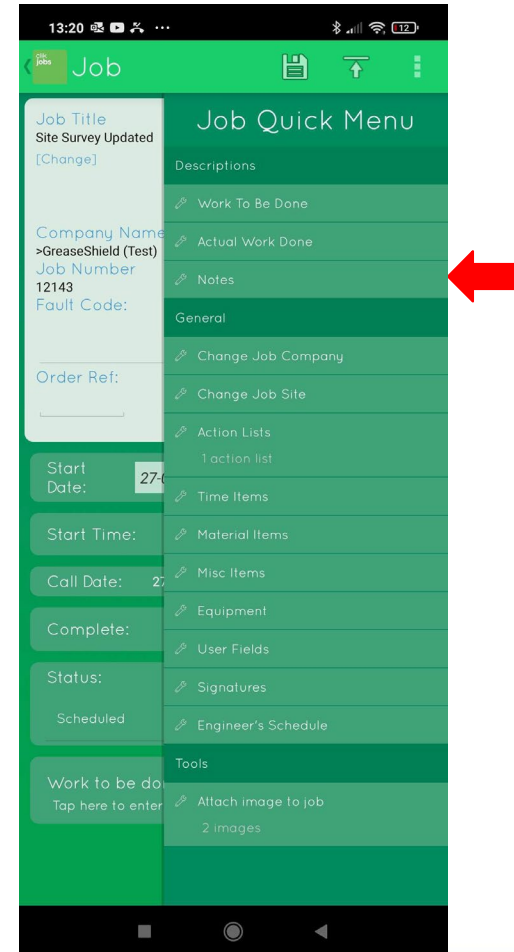 13:20
12
clik
jobs
Job
Job Title
Site Survey Updated
[Change]
Company Name
>GreaseShield (Test)
Job Number
12143
Fault Code:
Order Ref:
Start
Date:
27-0
Start Time:
Call Date: 27
Complete:
Status:
Scheduled
Work to be do
Tap here to enter
Job Quick Menu
Descriptions
Work To Be Done
Actual Work Done
Notes
General
Change Job Company
Change Job Site
Action Lists
1 action list
Time Items
Material Items
Misc Items
Equipment
User Fields
Signatures
Engineer's Schedule
Tools
Attach image to job
2 images